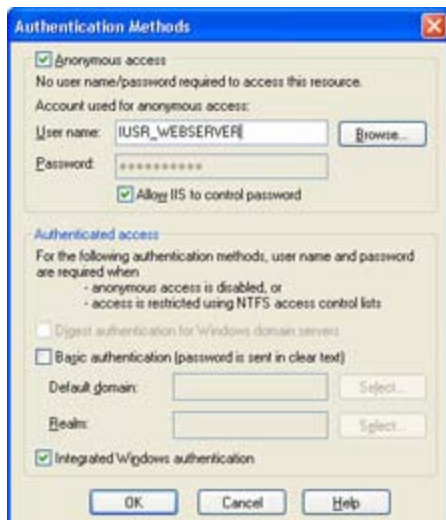 Authentication Methods
Anonymous access
No user name/password required to access this resource.
Account used for anonymous access:
User name: IUSR_WEBSERVER Browse...
Password: **********
Allow IIS to control password
Authenticated access
For the following authentication methods, user name and password
are required when
- anonymous access is disabled, or
- access is restricted using NTFS access control lists
Digest authentication for Windows domain servers
Basic authentication (password is sent in clear text)
Default domain: Select...
Realm: Select...
Integrated Windows authentication
OK Cancel Help